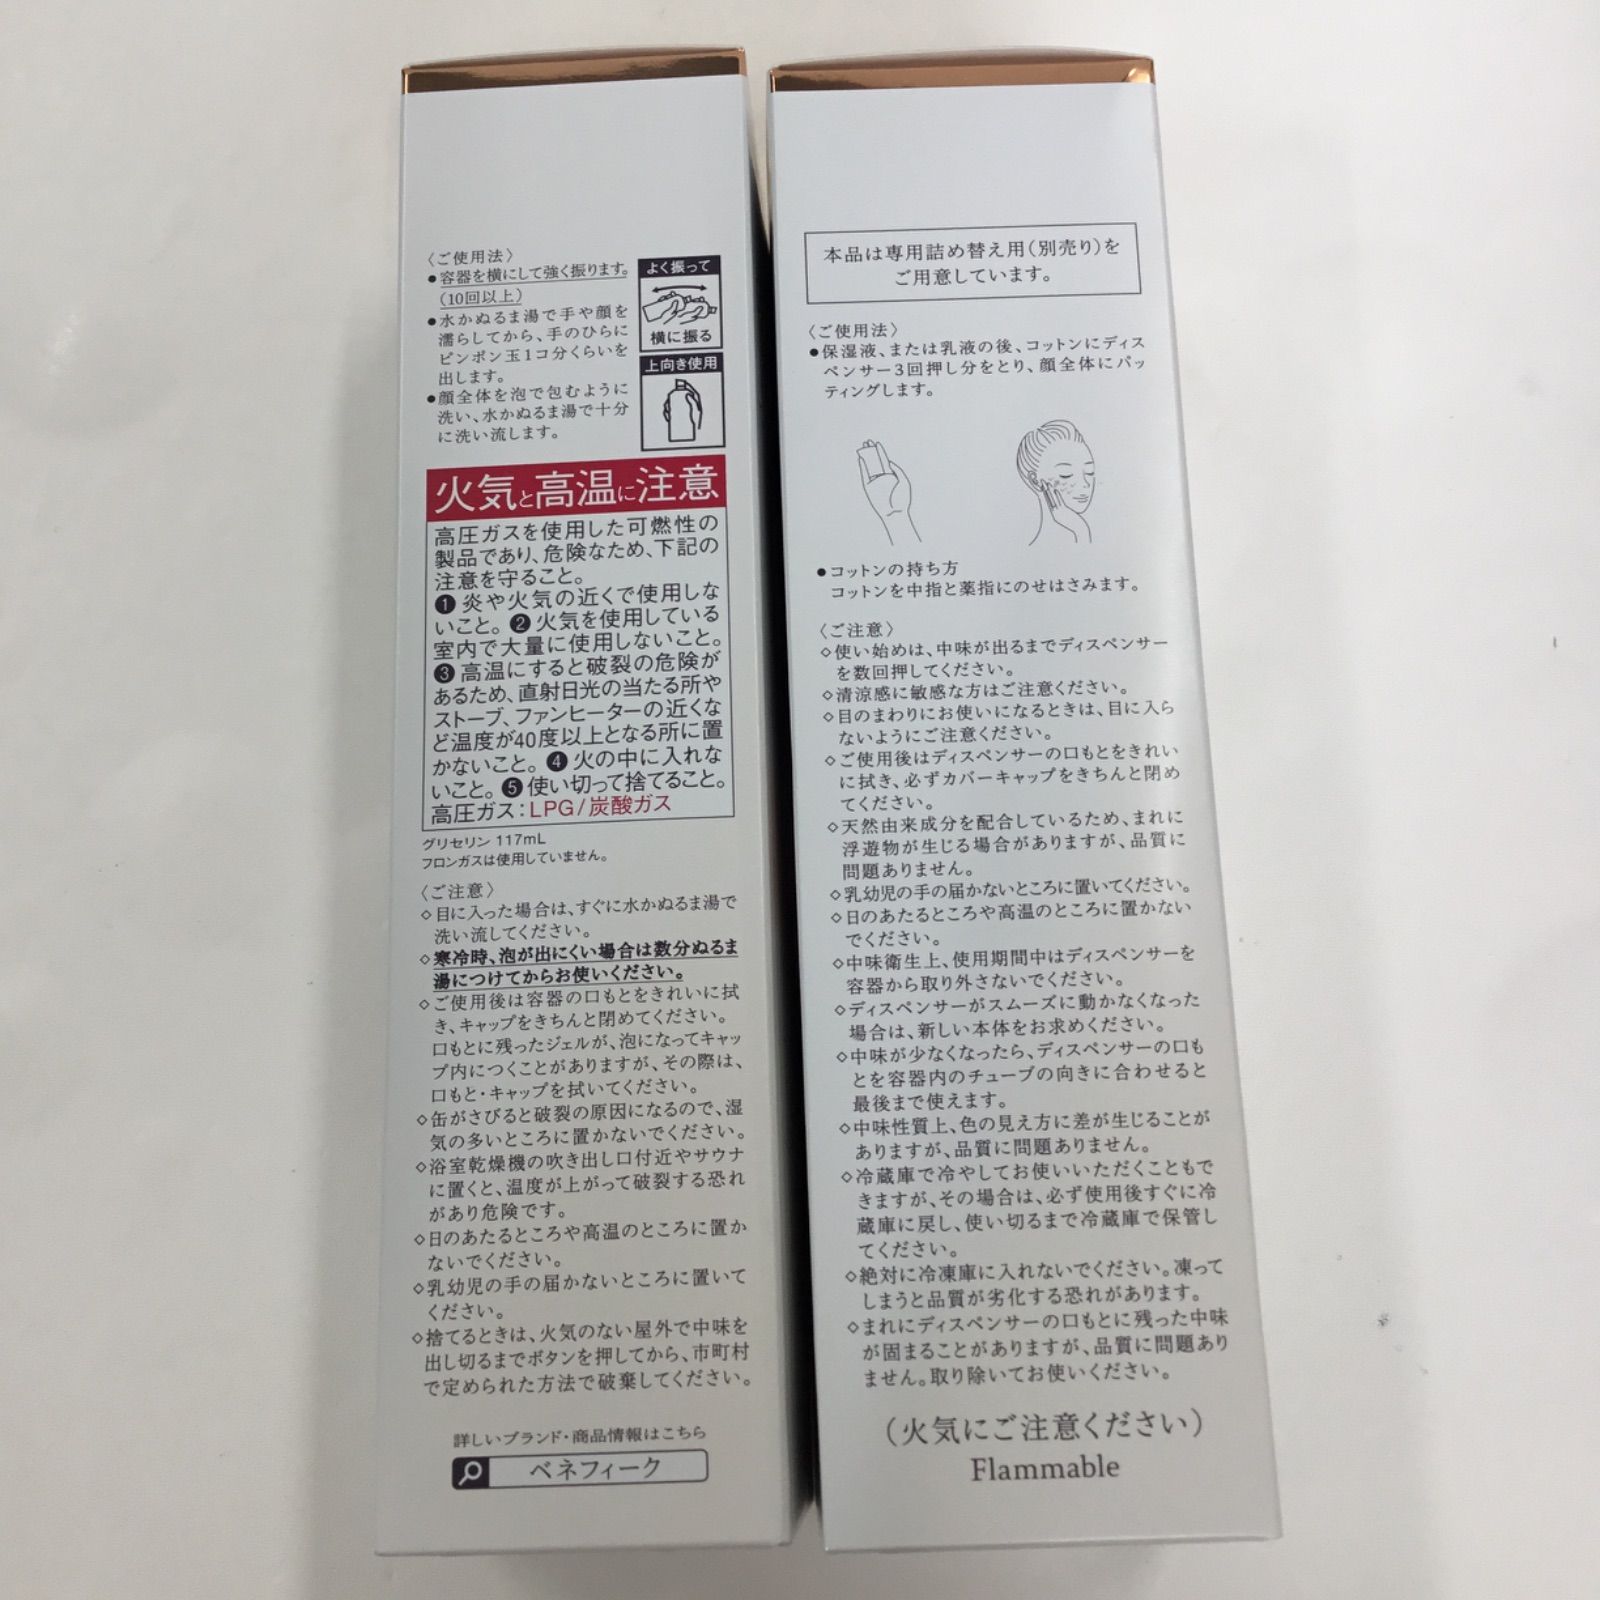 〈ご使用法〉
●容器を横にして強く振ります。
(10回以上)
●水かぬるま湯で手や顔を
濡らしてから、手のひらに
ピンポン玉1コ分くらいを
出します。
●顔全体を泡で包むように
洗い、水かぬるま湯で十分
に洗い流します。
よく振って
横に振る
上向き使用
火気と高温に注意
高圧ガスを使用した可燃性の
製品であり、危険なため、下記の
注意を守ること。
❶炎や火気の近くで使用しな
いこと。❷火気を使用している
室内で大量に使用しないこと。
❸高温にすると破裂の危険が
あるため、直射日光の当たる所や
ストーブ、ファンヒーターの近くな
ど温度が40度以上となる所に置
かないこと。❹火の中に入れな
いこと。❺使い切って捨てること。
高圧ガス：LPG/炭酸ガス
グリセリン 117mL
フロンガスは使用していません。
〈ご注意〉
◇目に入った場合は、すぐに水かぬるま湯で
洗い流してください。
◇寒冷時、泡が出にくい場合は数分ぬるま
湯につけてからお使いください。
◇ご使用後は容器の口もとをきれいに拭
き、キャップをきちんと閉めてください。
口もとに残ったジェルが、泡になってキャッ
プ内につくことがありますが、その際は、
口もと・キャップを拭いてください。
◇缶がさびると破裂の原因になるので、湿
気の多いところに置かないでください。
◇浴室乾燥機の吹き出し口付近やサウナ
に置くと、温度が上がって破裂する恐れ
があり危険です。
◇日のあたるところや高温のところに置か
ないでください。
◇乳幼児の手の届かないところに置いて
ください。
◇捨てるときは、火気のない屋外で中味を
出し切るまでボタンを押してから、市町村
で定められた方法で破棄してください。
詳しいブランド・商品情報はこちら
ベネフィーク
本品は専用詰め替え用(別売り)を
ご用意しています。
〈ご使用法〉
●保湿液、または乳液の後、コットンにディス
ペンサー3回押し分をとり、顔全体にパッ
ティングします。
●コットンの持ち方
コットンを中指と薬指にのせはさみます。
〈ご注意〉
◇使い始めは、中味が出るまでディスペンサー
を数回押してください。
◇清涼感に敏感な方はご注意ください。
◇目のまわりにお使いになるときは、目に入ら
ないようにご注意ください。
◇ご使用後はディスペンサーの口もとをきれい
に拭き、必ずカバーキャップをきちんと閉め
てください。
◇天然由来成分を配合しているため、まれに
浮遊物が生じる場合がありますが、品質に
問題ありません。
◇乳幼児の手の届かないところに置いてください。
◇日のあたるところや高温のところに置かない
でください。
◇中味衛生上、使用期間中はディスペンサーを
容器から取り外さないでください。
◇ディスペンサーがスムーズに動かなくなった
場合は、新しい本体をお求めください。
◇中味が少なくなったら、ディスペンサーの口も
とを容器内のチューブの向きに合わせると
最後まで使えます。
◇中味性質上、色の見え方に差が生じることが
ありますが、品質に問題ありません。
◇冷蔵庫で冷やしてお使いいただくこともで
きますが、その場合は、必ず使用後すぐに冷
蔵庫に戻し、使い切るまで冷蔵庫で保管し
てください。
◇絶対に冷凍庫に入れないでください。凍って
しまうと品質が劣化する恐れがあります。
◇まれにディスペンサーの口もとに残った中味
が固まることがありますが、品質に問題あり
ません。取り除いてお使いください。
(火気にご注意ください)
Flammable